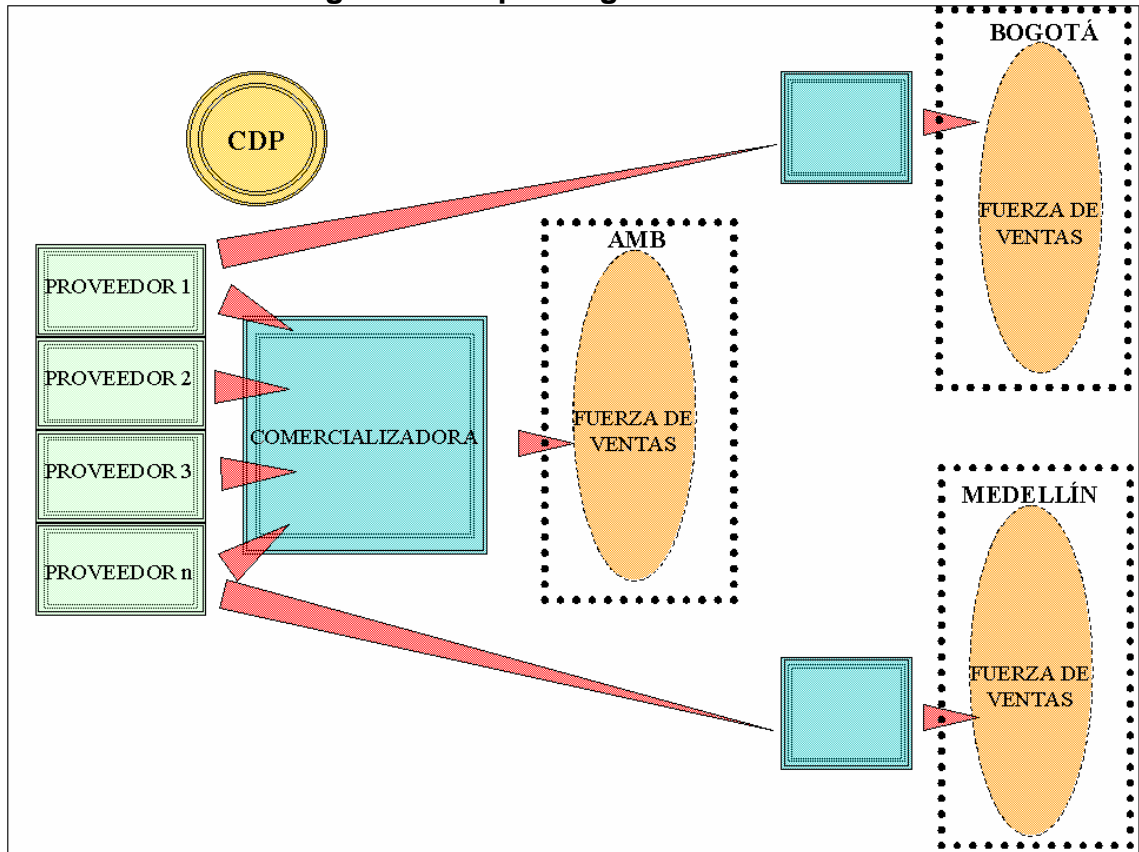 BOGOTÁ
CDP
FUERZA DE
VENTAS
AMB
PROVEEDOR 1
PROVEEDOR 2
PROVEEDOR 3
PROVEEDOR n
COMERCIALIZADORA
FUERZA DE
VENTAS
MEDELLÍN
FUERZA DE
VENTAS